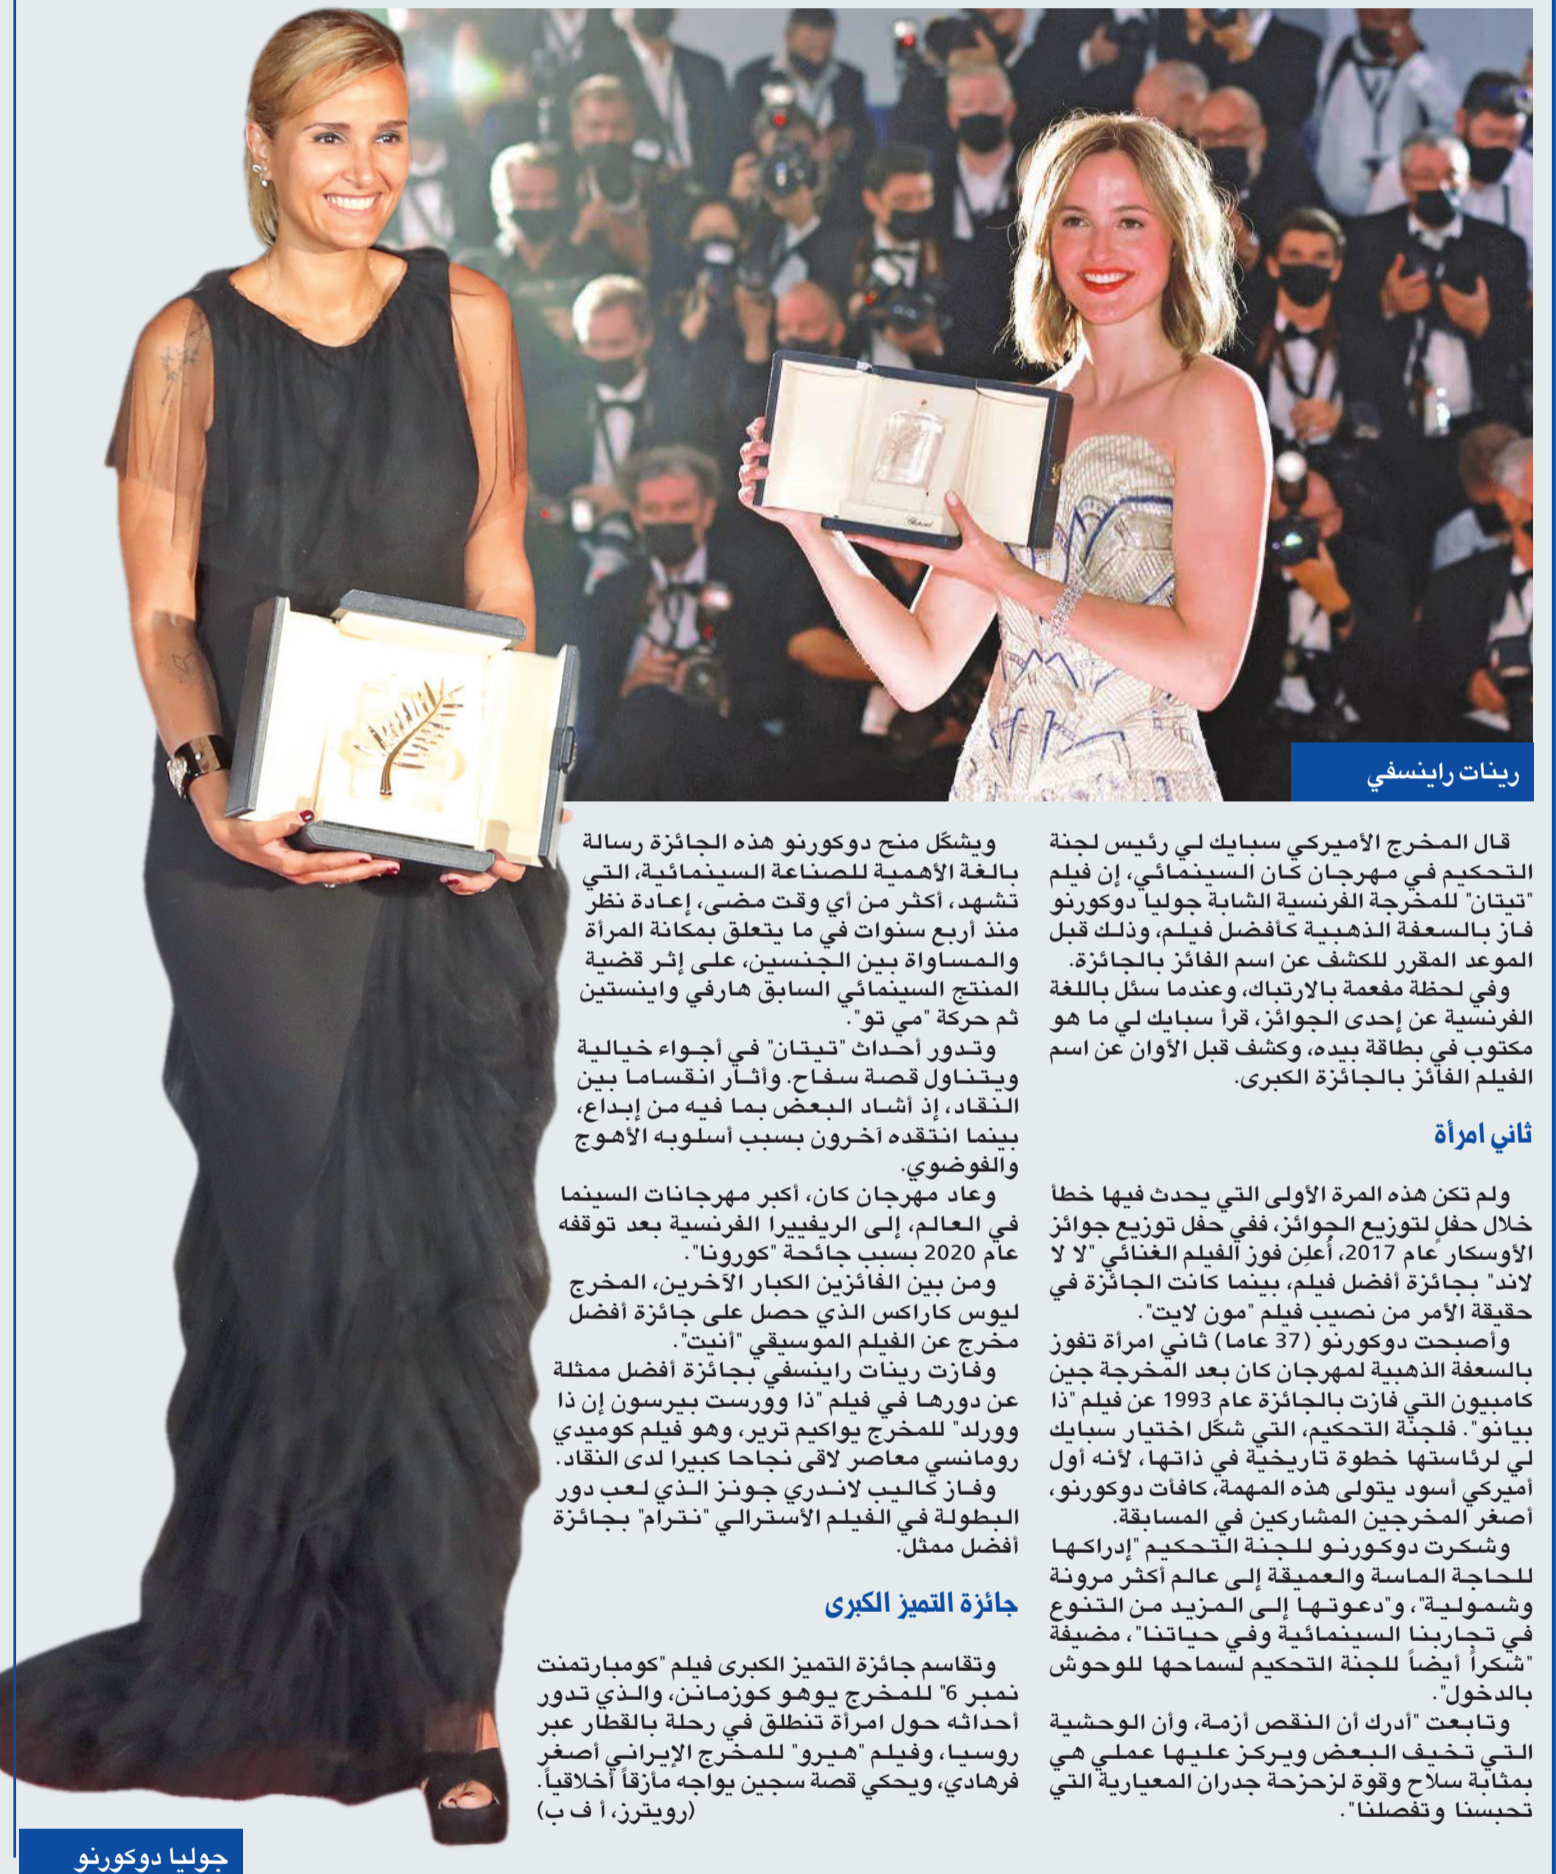 رينات راينسفي
قال المخرج الأميركي سبايك لي رئيس لجنة
التحكيم في مهرجان كان السينمائي، إن فيلم
"تيتان" للمخرجة الفرنسية الشابة جوليا دوكورنو
فاز بالسعفة الذهبية كأفضل فيلم، وذلك قبل
الموعد المقرر للكشف عن اسم الفائز بالجائزة.
وفي لحظة مفعمة بالارتباك، وعندما سئل باللغة
الفرنسية عن إحدى الجوائز، قرأ سبايك لي ما هو
مكتوب في بطاقة بيده، وكشف قبل الأوان عن اسم
الفيلم الفائز بالجائزة الكبرى.
ثاني امرأة
ولم تكن هذه المرة الأولى التي يحدث فيها خطأ
خلال حفلٍ لتوزيع الجوائز، ففي حفل توزيع جوائز
الأوسكار عام 2017، أُعلِن فوز الفيلم الغنائي "لا لا
لاند" بجائزة أفضل فيلم، بينما كانت الجائزة في
حقيقة الأمر من نصيب فيلم "مون لايت".
وأصبحت دوكورنو (37 عاما) ثاني امرأة تفوز
بالسعفة الذهبية لمهرجان كان بعد المخرجة جين
كامبيون التي فازت بالجائزة عام 1993 عن فيلم "ذا
بيانو". فلجنة التحكيم، التي شكّل اختيار سبايك
لي لرئاستها خطوة تاريخية في ذاتها، لأنه أول
أميركي أسود يتولى هذه المهمة، كافأت دوكورنو،
أصغر المخرجين المشاركين في المسابقة.
وشكرت دوكورنو للجنة التحكيم "إدراكها
للحاجة الماسة والعميقة إلى عالم أكثر مرونة
وشمولية"، و"دعوتها إلى المزيد من التنوع
في تجاربنا السينمائية وفي حياتنا"، مضيفة
"شكراً أيضاً للجنة التحكيم لسماحها للوحوش
بالدخول".
وتابعت "أدرك أن النقص أزمة، وأن الوحشية
التي تخيف البعض ويركز عليها عملي هي
بمثابة سلاح وقوة لزحزحة جدران المعيارية التي
تحبسنا وتفصلنا".
ويشكّل منح دوكورنو هذه الجائزة رسالة
بالغة الأهمية للصناعة السينمائية، التي
تشهد، أكثر من أي وقت مضى، إعادة نظر
منذ أربع سنوات في ما يتعلق بمكانة المرأة
والمساواة بين الجنسين، على إثر قضية
المنتج السينمائي السابق هارفي واينستين
ثم حركة "مي تو".
وتدور أحداث "تيتان" في أجواء خيالية
ويتناول قصة سفاح. وأثار انقساما بين
النقاد، إذ أشاد البعض بما فيه من إبداع،
بينما انتقده آخرون بسبب أسلوبه الأهوج
والفوضوي.
وعاد مهرجان كان، أكبر مهرجانات السينما
في العالم، إلى الريفييرا الفرنسية بعد توقفه
عام 2020 بسبب جائحة "كورونا".
ومن بين الفائزين الكبار الآخرين، المخرج
ليوس كاراكس الذي حصل على جائزة أفضل
مخرج عن الفيلم الموسيقي "أنيت".
وفازت رينات راينسفي بجائزة أفضل ممثلة
عن دورها في فيلم "ذا وورست بيرسون إن ذا
وورلد" للمخرج يواكيم ترير، وهو فيلم كوميدي
رومانسي معاصر لاقى نجاحا كبيرا لدى النقاد.
وفاز كاليب لاندري جونز الذي لعب دور
البطولة في الفيلم الأسترالي "نترام" بجائزة
أفضل ممثل.
جائزة التميز الكبرى
وتقاسم جائزة التميز الكبرى فيلم "كومبارتمنت
نمبر 6" للمخرج يوهو كوزمانن، والذي تدور
أحداثه حول امرأة تنطلق في رحلة بالقطار عبر
روسيا، وفيلم "هيرو" للمخرج الإيراني أصغر
فرهادي، ويحكي قصة سجين يواجه مأزقاً أخلاقياً.
(رويترز، أ ف ب)
جوليا دوكورنو